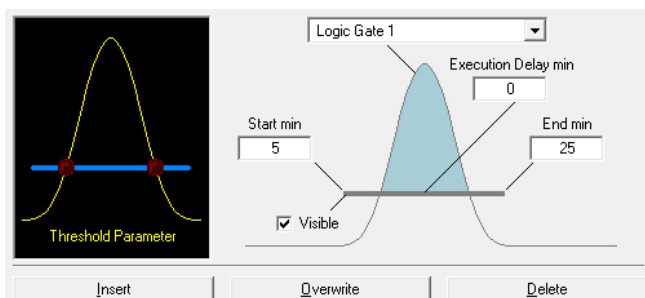 Logic Gate 1
Execution Delay min
0
Start min
5
End min
25
Visible
Threshold Parameter
Insert
Overwrite
Delete